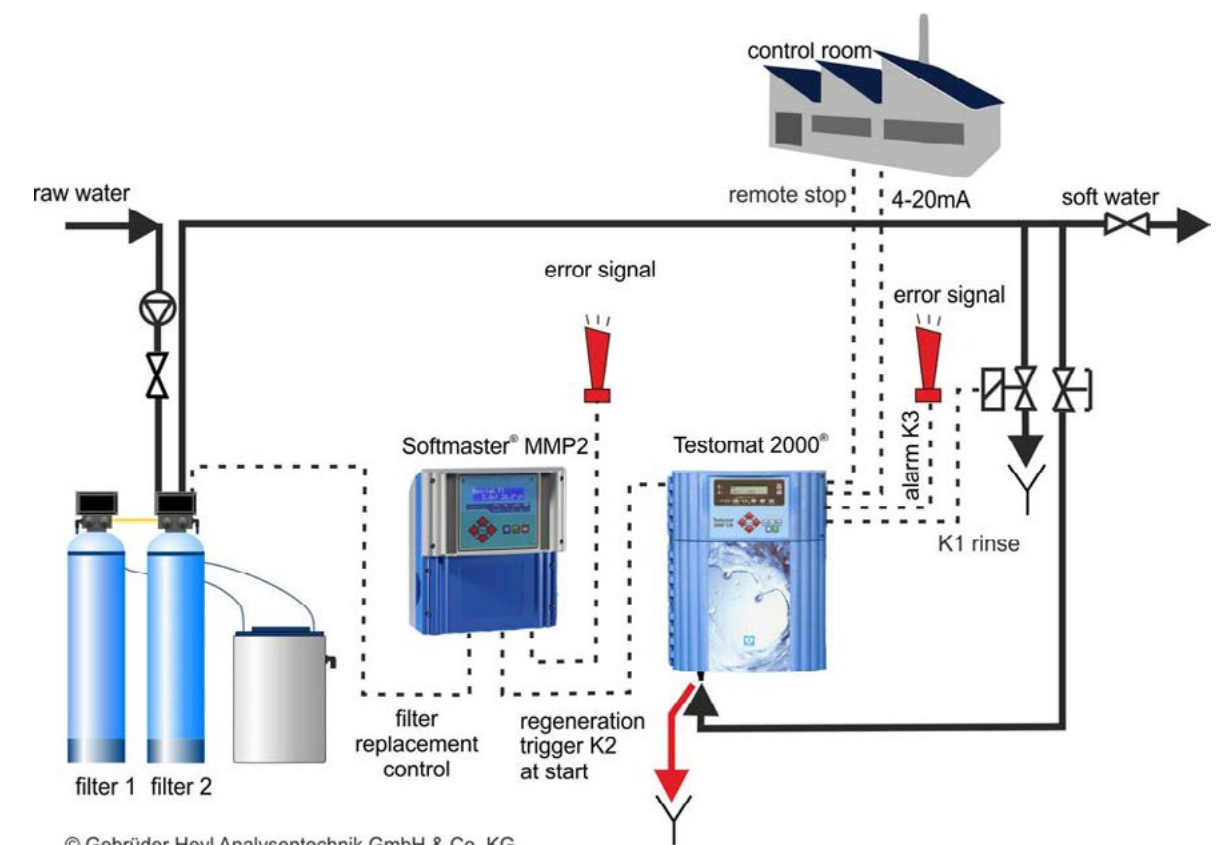 control room
raw water
remote stop
4-20mA
soft water
error signal
error signal
Softmaster® MMP2
Testomat 2000®
alarm K3
K1 rinse
filter
replacement
control
regeneration
trigger K2
at start
filter 1
filter 2
© Gebrüder Heyl Analysentechnik GmbH & Co. KG